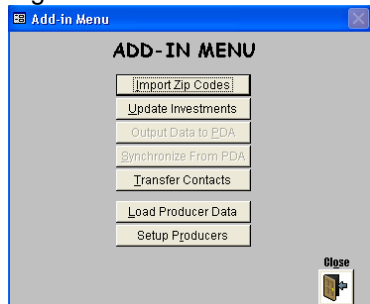 Add-in Menu
ADD-IN MENU
Import Zip Codes
Update Investments
Output Data to PDA
Synchronize From PDA
Transfer Contacts
Load Producer Data
Setup Producers
Close